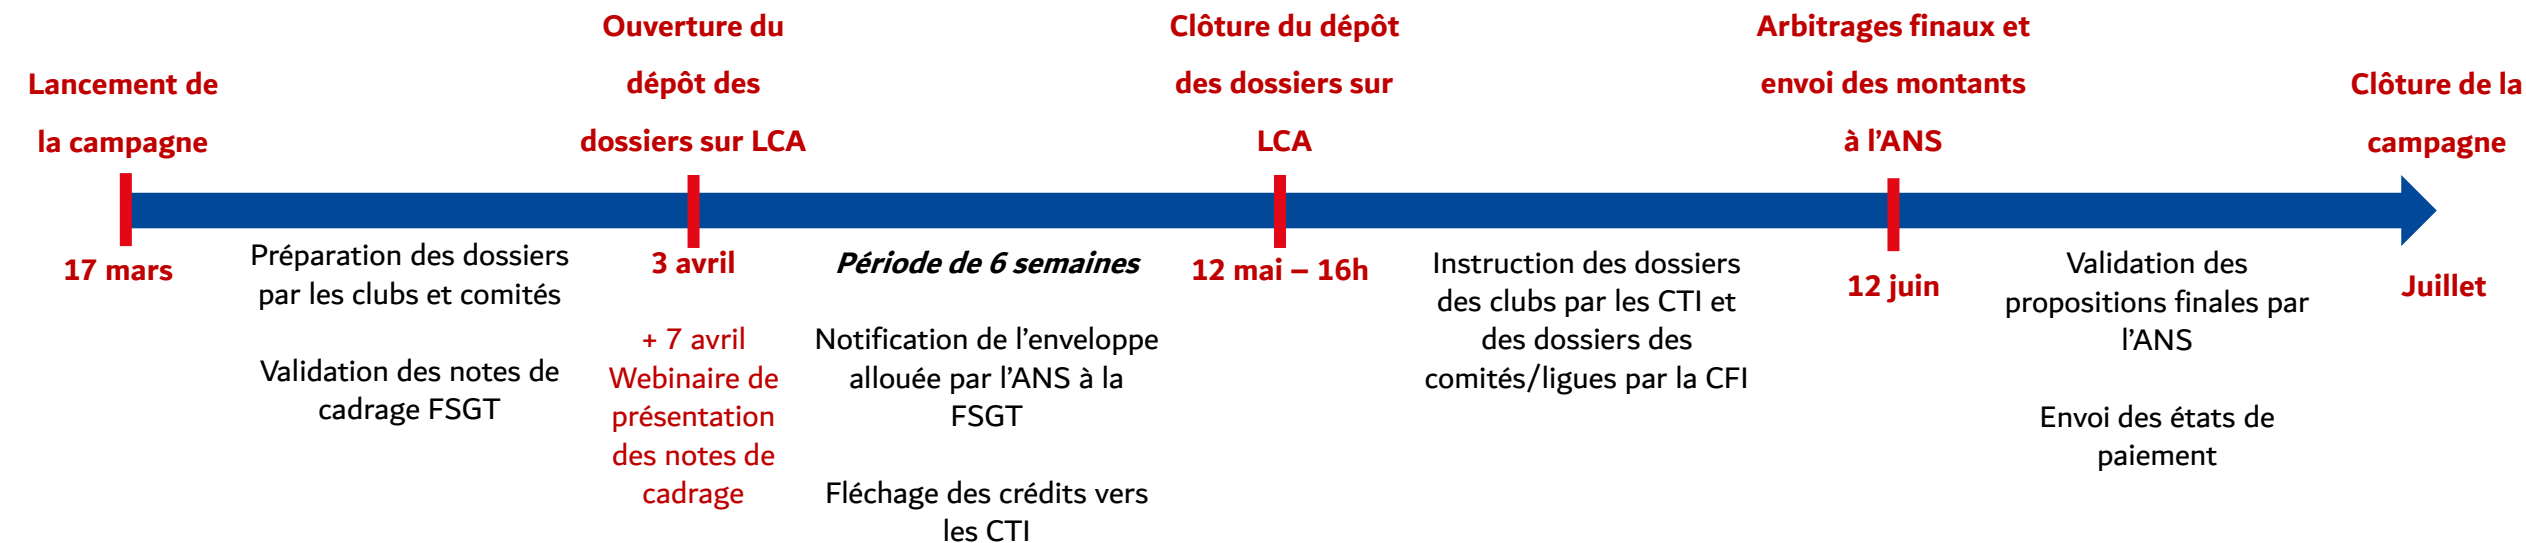 Lancement de
la campagne
17 mars
Préparation des dossiers
par les clubs et comités
Validation des notes de
cadrage FSGT
Ouverture du
dépôt des
dossiers sur LCA
3 avril
+ 7 avril
Webinaire de
présentation
des notes de
cadrage
Période de 6 semaines
Notification de l’enveloppe
allouée par l’ANS à la
FSGT
Fléchage des crédits vers
les CTI
Clôture du dépôt
des dossiers sur
LCA
12 mai – 16h
Instruction des dossiers
des clubs par les CTI et
des dossiers des
comités/ligues par la CFI
Arbitrages finaux et
envoi des montants
à l’ANS
12 juin
Validation des
propositions finales par
l’ANS
Envoi des états de
paiement
Clôture de la
campagne
Juillet